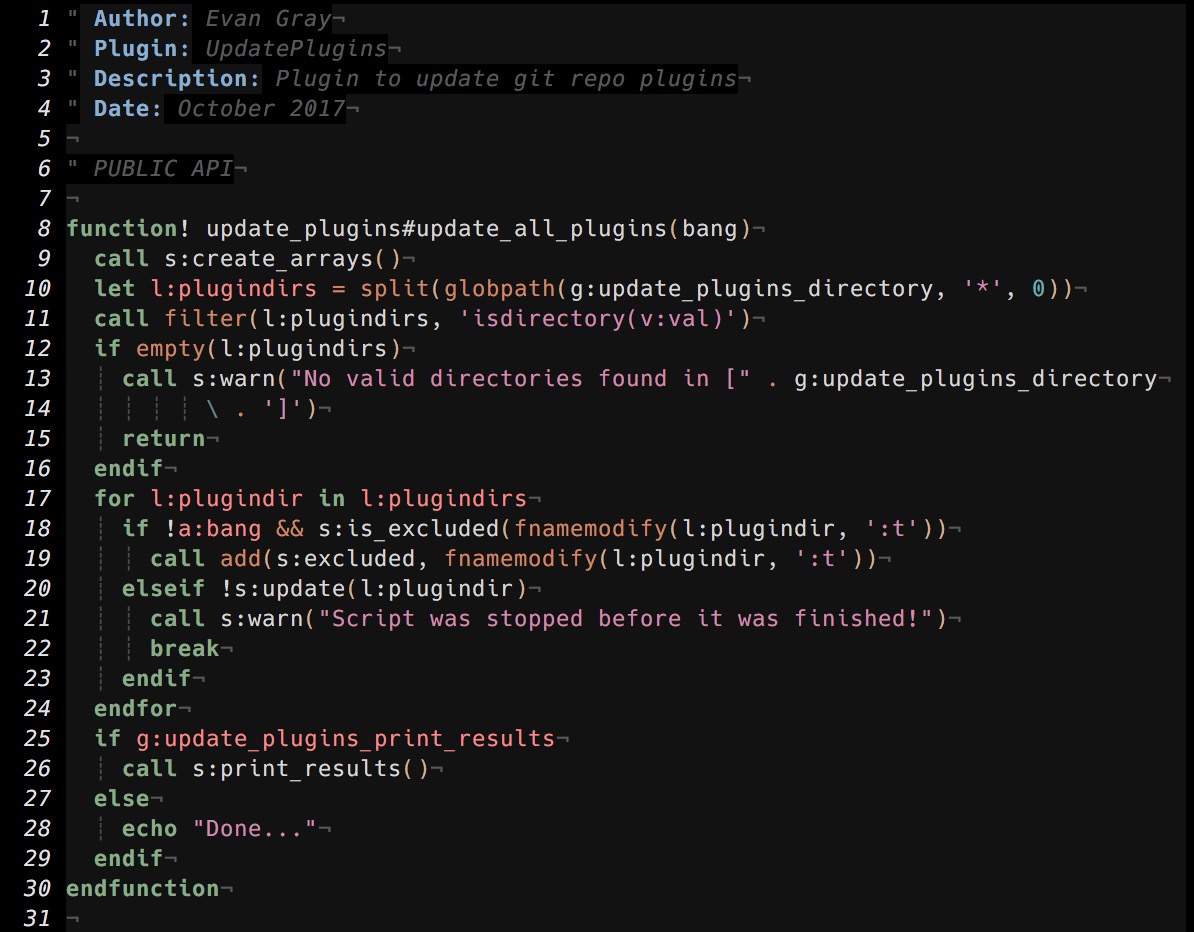 1 " Author: Evan Gray¬
2 " Plugin: UpdatePlugins¬
3 " Description: Plugin to update git repo plugins¬
4 " Date: October 2017¬
5 ¬
6 " PUBLIC API¬
7 ¬
8 function! update_plugins#update_all_plugins(bang)¬
9   call s:create_arrays()¬
10   let l:plugindirs = split(globpath(g:update_plugins_directory, '*', 0))¬
11   call filter(l:plugindirs, 'isdirectory(v:val)')¬
12   if empty(l:plugindirs)¬
13   ┊ call s:warn("No valid directories found in [" . g:update_plugins_directory¬
14   ┊ ┊ ┊ ┊ \ . ']')¬
15   ┊ return¬
16   endif¬
17   for l:plugindir in l:plugindirs¬
18   ┊ if !a:bang && s:is_excluded(fnamemodify(l:plugindir, ':t'))¬
19   ┊ ┊ call add(s:excluded, fnamemodify(l:plugindir, ':t'))¬
20   ┊ elseif !s:update(l:plugindir)¬
21   ┊ ┊ call s:warn("Script was stopped before it was finished!")¬
22   ┊ ┊ break¬
23   ┊ endif¬
24   endfor¬
25   if g:update_plugins_print_results¬
26   ┊ call s:print_results()¬
27   else¬
28   ┊ echo "Done..."¬
29   endif¬
30 endfunction¬
31 ¬